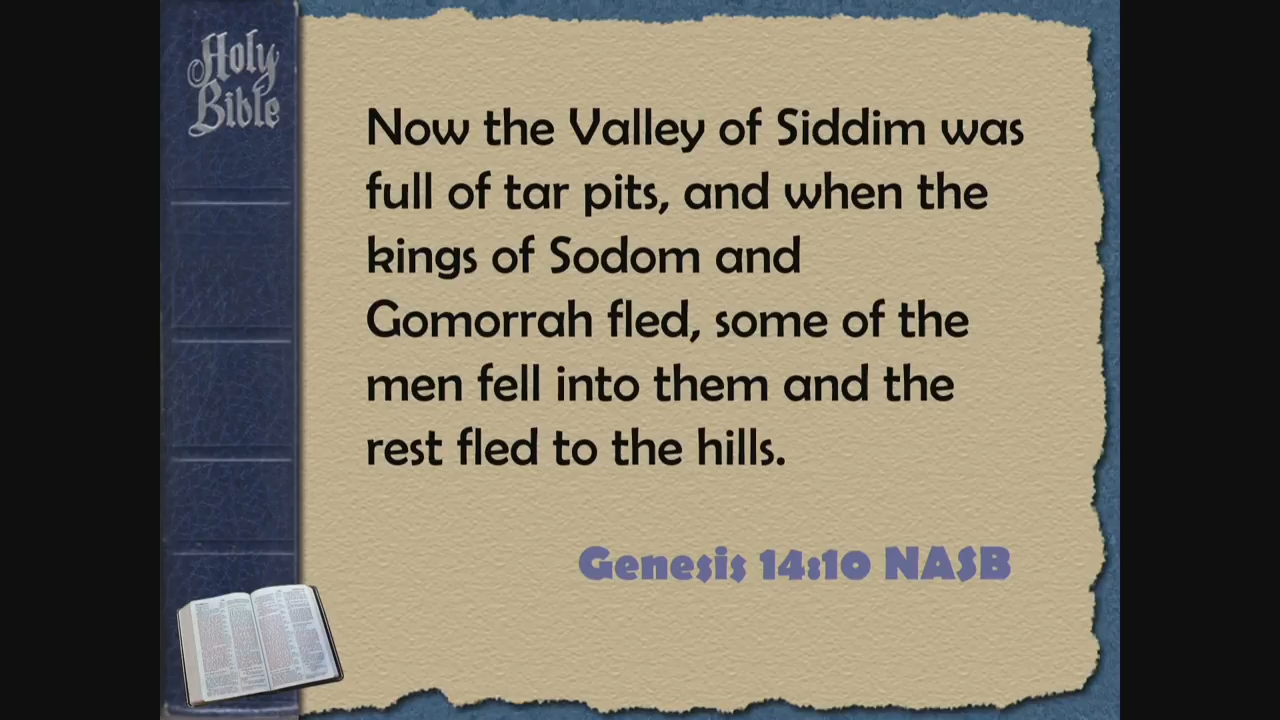 Holy
Bible
Now the Valley of Siddim was
full of tar pits, and when the
kings of Sodom and
Gomorrah fled, some of the
men fell into them and the
rest fled to the hills.
Genesis 14:10 NASB